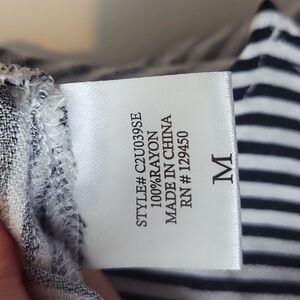 STYLE# C2U039SE
100%RAYON
MADE IN CHINA
RN # 129450
M